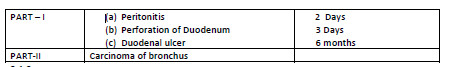 PART – I (a) Peritonitis 2 Days
(b) Perforation of Duodenum 3 Days
(c) Duodenal ulcer 6 months
PART-II Carcinoma of bronchus